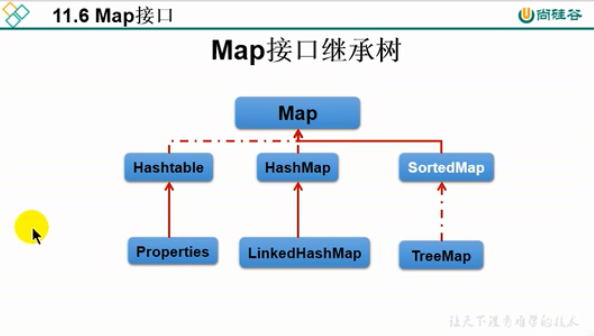 11.6 Map接口
尚硅谷
Map接口继承树
Map
Hashtable
HashMap
SortedMap
Properties
LinkedHashMap
TreeMap
让天下没有难学的技术